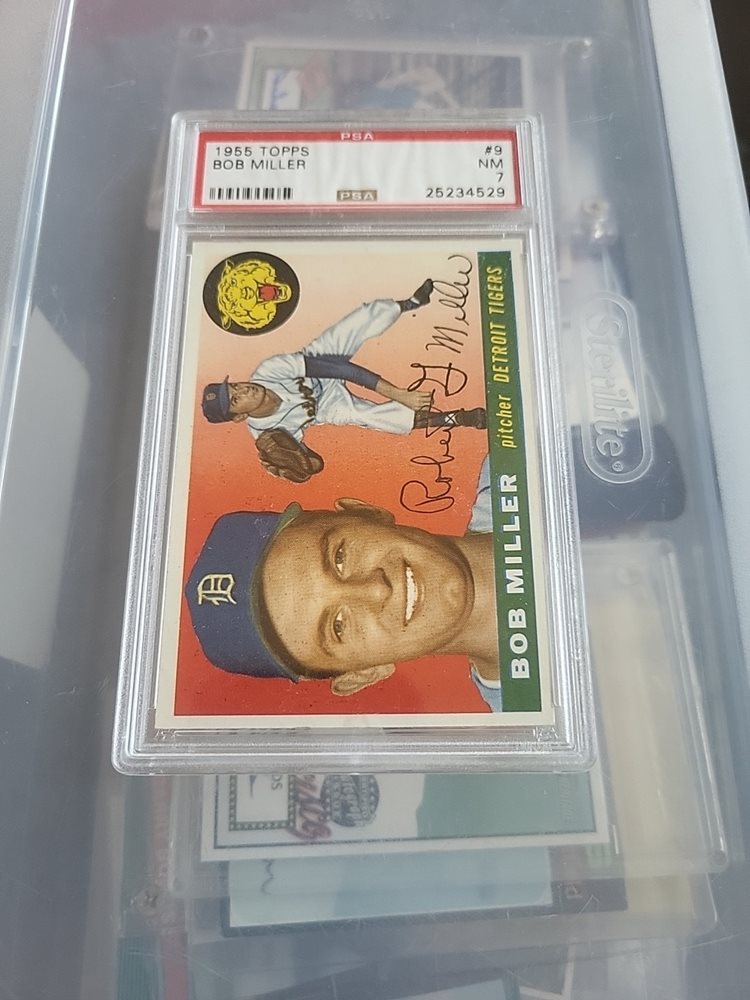 PSA
1955 TOPPS #9
BOB MILLER NM
7
PSA 25234529
Robert G Miller
D
BOB MILLER pitcher DETROIT TIGERS
Sterilite®